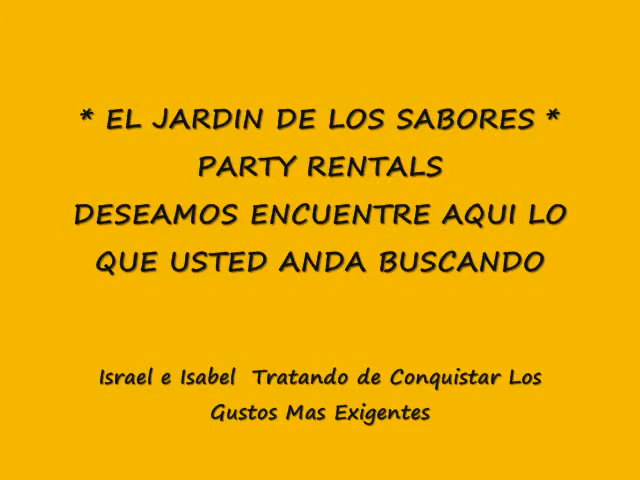 * EL JARDIN DE LOS SABORES *
PARTY RENTALS
DESEAMOS ENCUENTRE AQUI LO
QUE USTED ANDA BUSCANDO
Israel e Isabel Tratando de Conquistar Los
Gustos Mas Exigentes